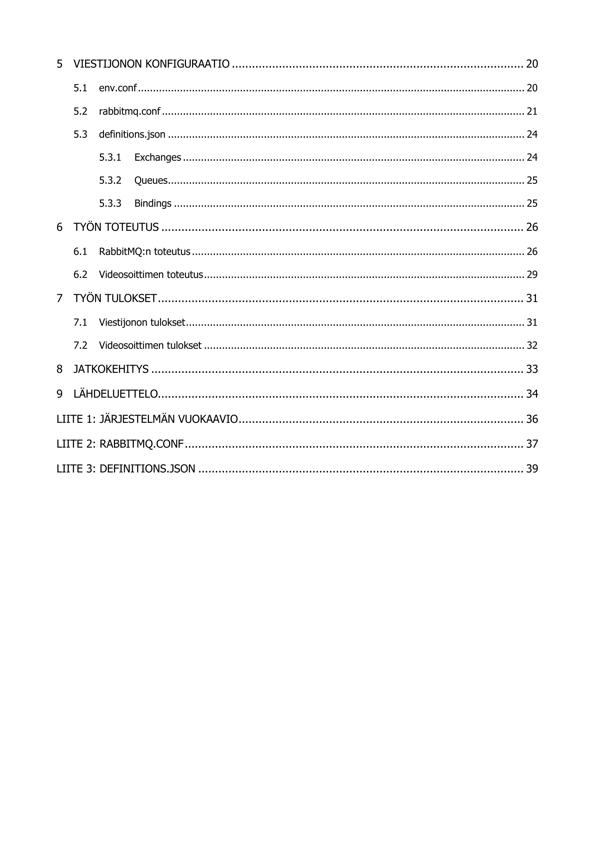 5 VIESTIJONON KONFIGURAATIO ........................................................................................ 20
5.1 env.conf ................................................................................................................................ 20
5.2 rabbitmq.conf ........................................................................................................................ 21
5.3 definitions.json ...................................................................................................................... 24
5.3.1 Exchanges ................................................................................................................. 24
5.3.2 Queues...................................................................................................................... 25
5.3.3 Bindings .................................................................................................................... 25
6 TYÖN TOTEUTUS ............................................................................................................. 26
6.1 RabbitMQ:n toteutus .............................................................................................................. 26
6.2 Videosoittimen toteutus.......................................................................................................... 29
7 TYÖN TULOKSET.............................................................................................................. 31
7.1 Viestijonon tulokset................................................................................................................ 31
7.2 Videosoittimen tulokset .......................................................................................................... 32
8 JATKOKEHITYS ................................................................................................................ 33
9 LÄHDELUETTELO.............................................................................................................. 34
LIITE 1: JÄRJESTELMÄN VUOKAAVIO..................................................................................... 36
LIITE 2: RABBITMQ.CONF..................................................................................................... 37
LIITE 3: DEFINITIONS.JSON ................................................................................................. 39